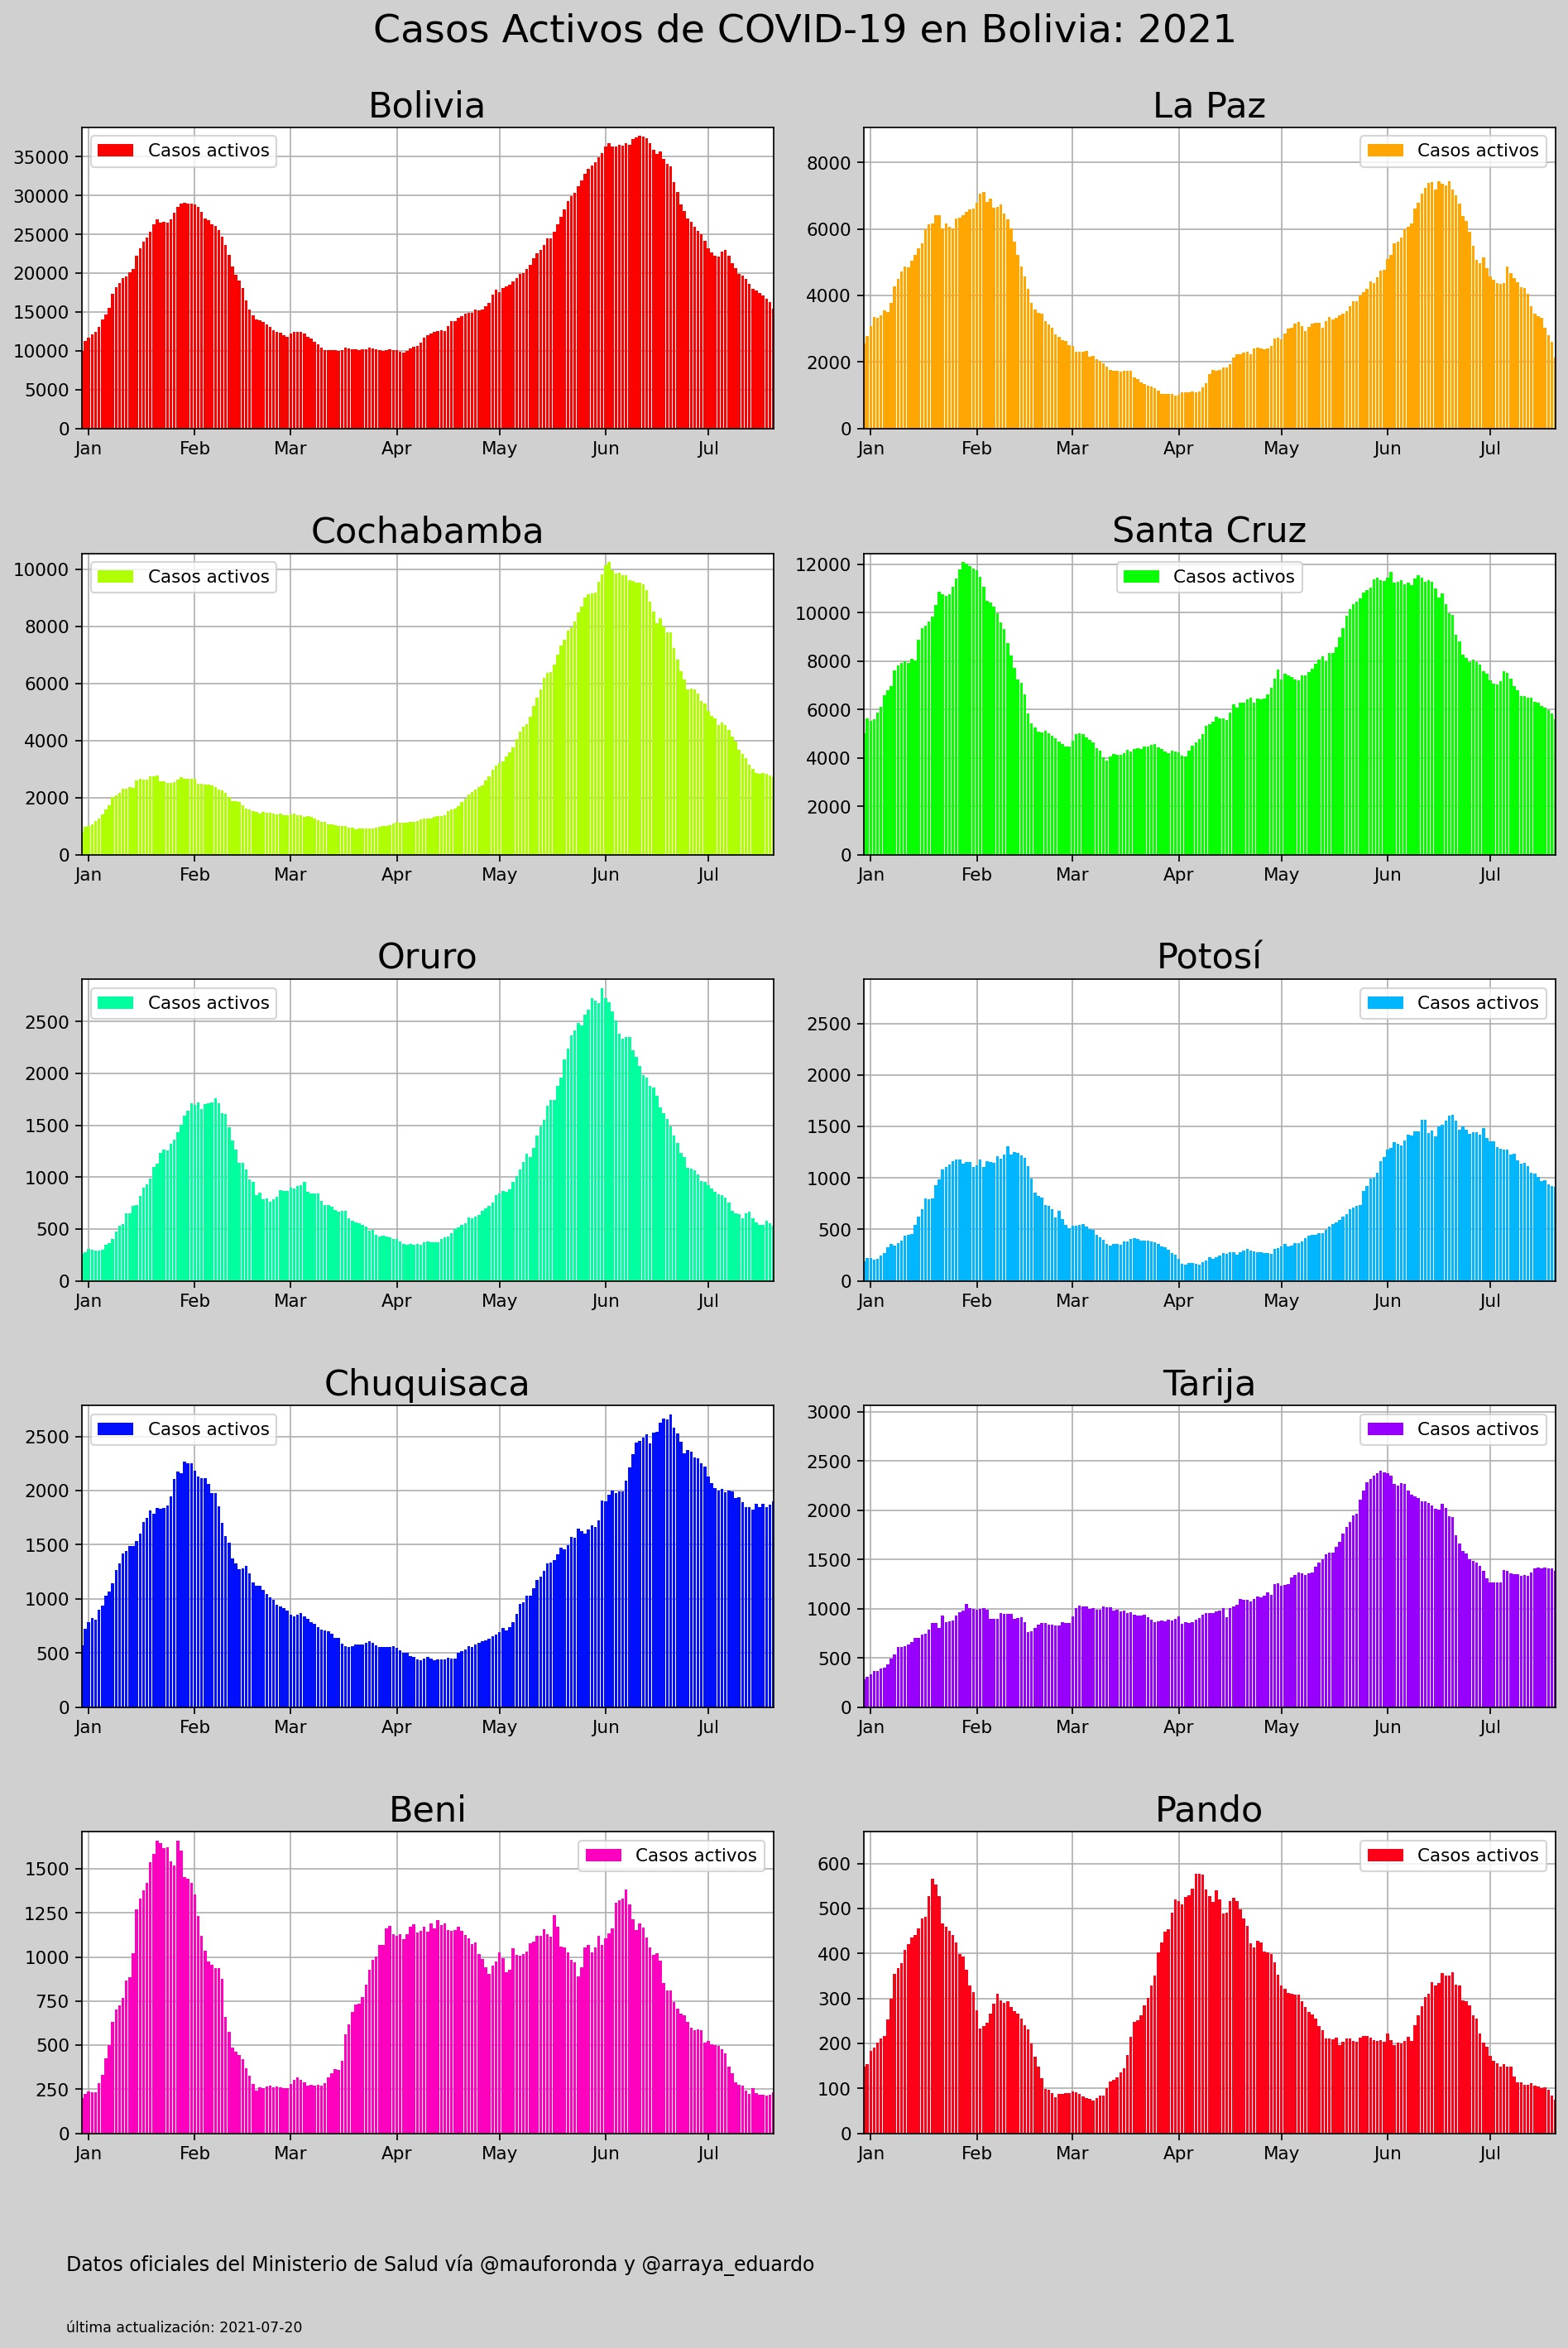 Casos Activos de COVID-19 en Bolivia: 2021
Bolivia
Casos activos
35000
30000
25000
20000
15000
10000
5000
0
Jan Feb Mar Apr May Jun Jul
La Paz
Casos activos
8000
6000
4000
2000
0
Jan Feb Mar Apr May Jun Jul
Cochabamba
Casos activos
10000
8000
6000
4000
2000
0
Jan Feb Mar Apr May Jun Jul
Santa Cruz
Casos activos
12000
10000
8000
6000
4000
2000
0
Jan Feb Mar Apr May Jun Jul
Oruro
Casos activos
2500
2000
1500
1000
500
0
Jan Feb Mar Apr May Jun Jul
Potosí
Casos activos
2500
2000
1500
1000
500
0
Jan Feb Mar Apr May Jun Jul
Chuquisaca
Casos activos
2500
2000
1500
1000
500
0
Jan Feb Mar Apr May Jun Jul
Tarija
Casos activos
3000
2500
2000
1500
1000
500
0
Jan Feb Mar Apr May Jun Jul
Beni
Casos activos
1500
1250
1000
750
500
250
0
Jan Feb Mar Apr May Jun Jul
Pando
Casos activos
600
500
400
300
200
100
0
Jan Feb Mar Apr May Jun Jul
Datos oficiales del Ministerio de Salud vía @mauforonda y @arraya_eduardo
última actualización: 2021-07-20